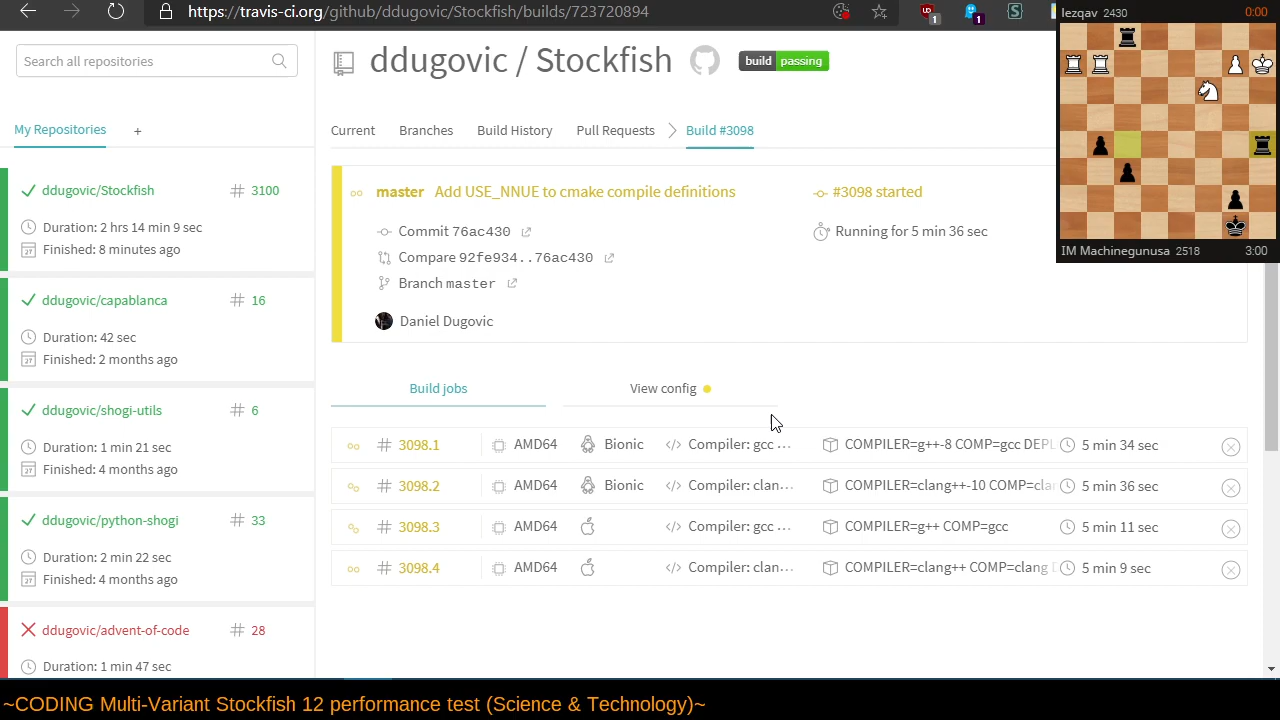 https://travis-ci.org/github/ddugovic/Stockfish/builds/723720894
1
1
lezqav 2430 0:00
Search all repositories
ddugovic / Stockfish
build passing
My Repositories +
Current Branches Build History Pull Requests Build #3098
ddugovic/Stockfish # 3100
Duration: 2 hrs 14 min 9 sec
Finished: 8 minutes ago
master Add USE_NNUE to cmake compile definitions
#3098 started
Commit 76ac430
Running for 5 min 36 sec
Compare 92fe934..76ac430
Branch master
Daniel Dugovic
IM Machinegunusa 2518 3:00
ddugovic/capablanca # 16
Duration: 42 sec
Finished: 2 months ago
Build jobs View config
ddugovic/shogi-utils # 6
Duration: 1 min 21 sec
Finished: 4 months ago
# 3098.1 AMD64 Bionic </> Compiler: gcc ... COMPILER=g++-8 COMP=gcc DEPL 5 min 34 sec
# 3098.2 AMD64 Bionic </> Compiler: clan... COMPILER=clang++-10 COMP=cla 5 min 36 sec
# 3098.3 AMD64 </> Compiler: gcc ... COMPILER=g++ COMP=gcc 5 min 11 sec
# 3098.4 AMD64 </> Compiler: clan... COMPILER=clang++ COMP=clang D 5 min 9 sec
ddugovic/python-shogi # 33
Duration: 2 min 22 sec
Finished: 4 months ago
ddugovic/advent-of-code # 28
Duration: 1 min 47 sec
~CODING Multi-Variant Stockfish 12 performance test (Science & Technology)~